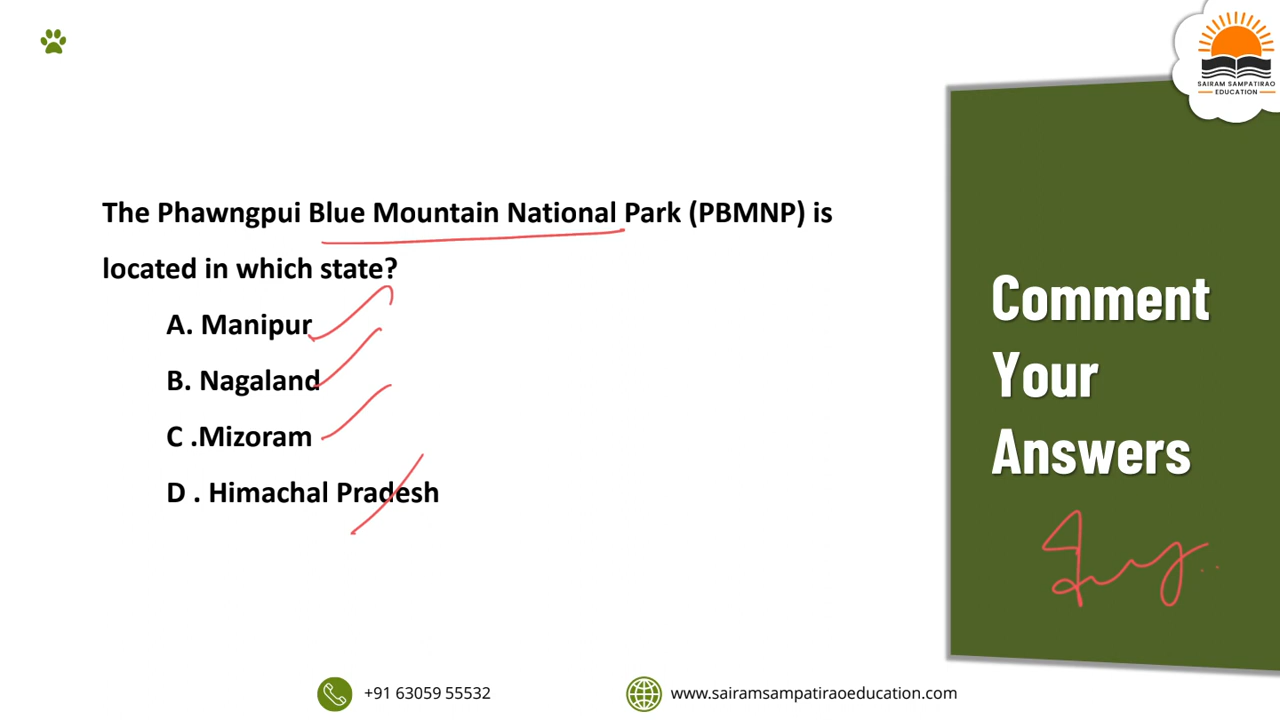 SAIRAM SAMPATIRAO
EDUCATION
The Phawngpui Blue Mountain National Park (PBMNP) is
located in which state?
A. Manipur
B. Nagaland
C .Mizoram
D . Himachal Pradesh
Comment
Your
Answers
+91 63059 55532
www.sairamsampatiraoeducation.com